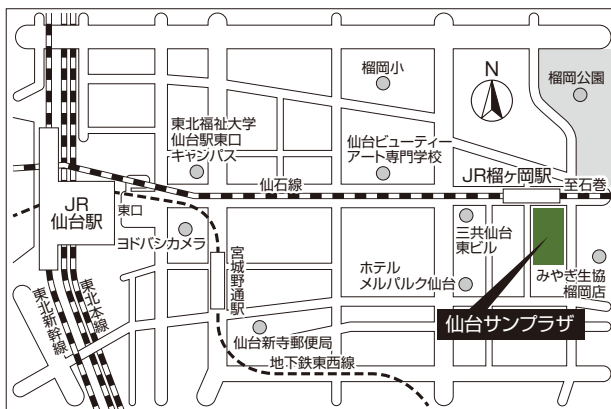 榴岡小
N
榴岡公園
東北福祉大学
仙台駅東口
キャンパス
仙台ビューティー
アート専門学校
JR榴ヶ岡駅
仙石線
至石巻
JR
仙台駅
東口
ヨドバシカメラ
宮城野通駅
三共仙台
東ビル
ホテル
メルパルク仙台
みやぎ生協
榴岡店
東北新幹線
東北本線
仙台サンプラザ
仙台新寺郵便局
地下鉄東西線